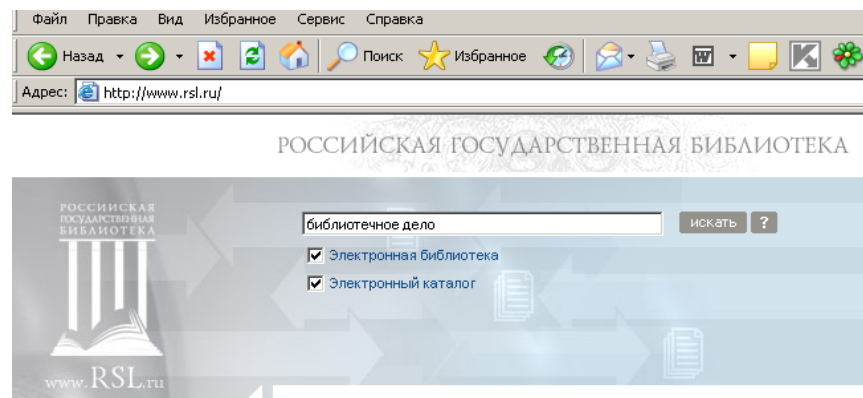 Файл Правка Вид Избранное Сервис Справка
Назад Поиск Избранное
Адрес: http://www.rsl.ru/
РОССИЙСКАЯ ГОСУДАРСТВЕННАЯ БИБЛИОТЕКА
РОССИЙСКАЯ
ГОСУДАРСТВЕННАЯ
БИБЛИОТЕКА
библиотечное дело искать ?
Электронная библиотека
Электронный каталог
www.RSL.ru